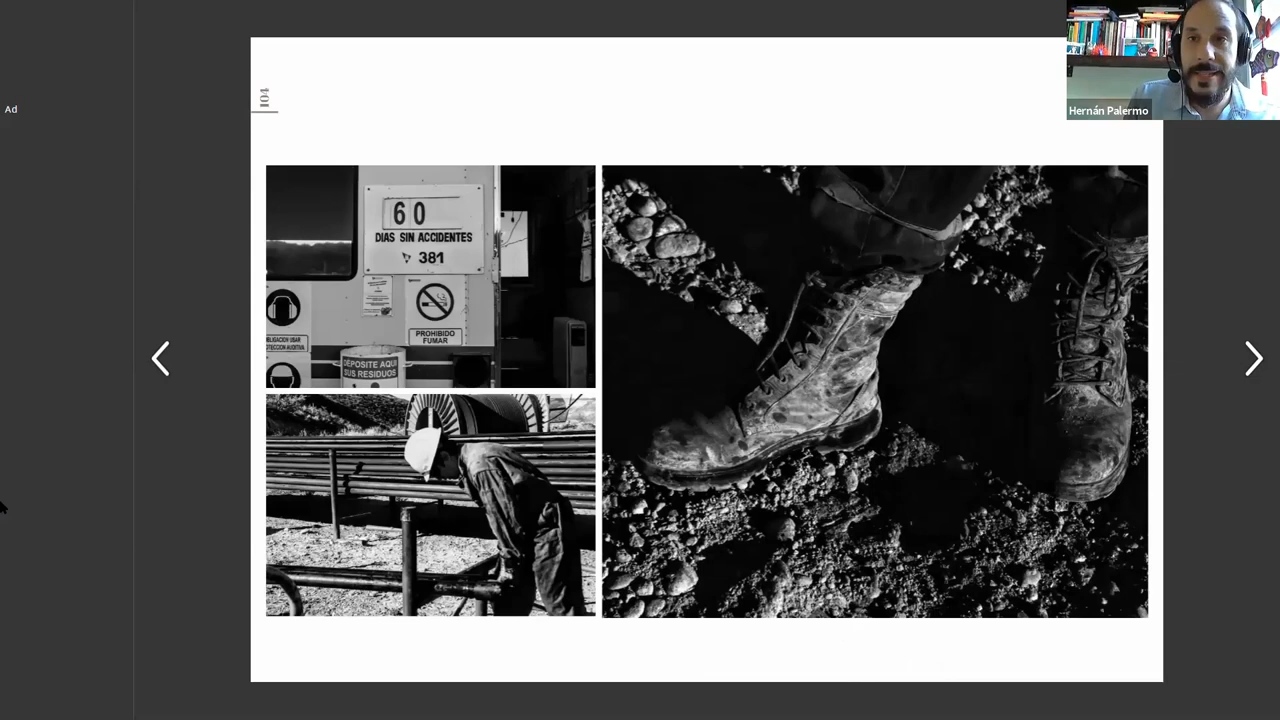 Ad
104
Hernán Palermo
60
DIAS SIN ACCIDENTES
381
PROHIBIDO
FUMAR
DEPOSITE AQUI
SUS RESIDUOS